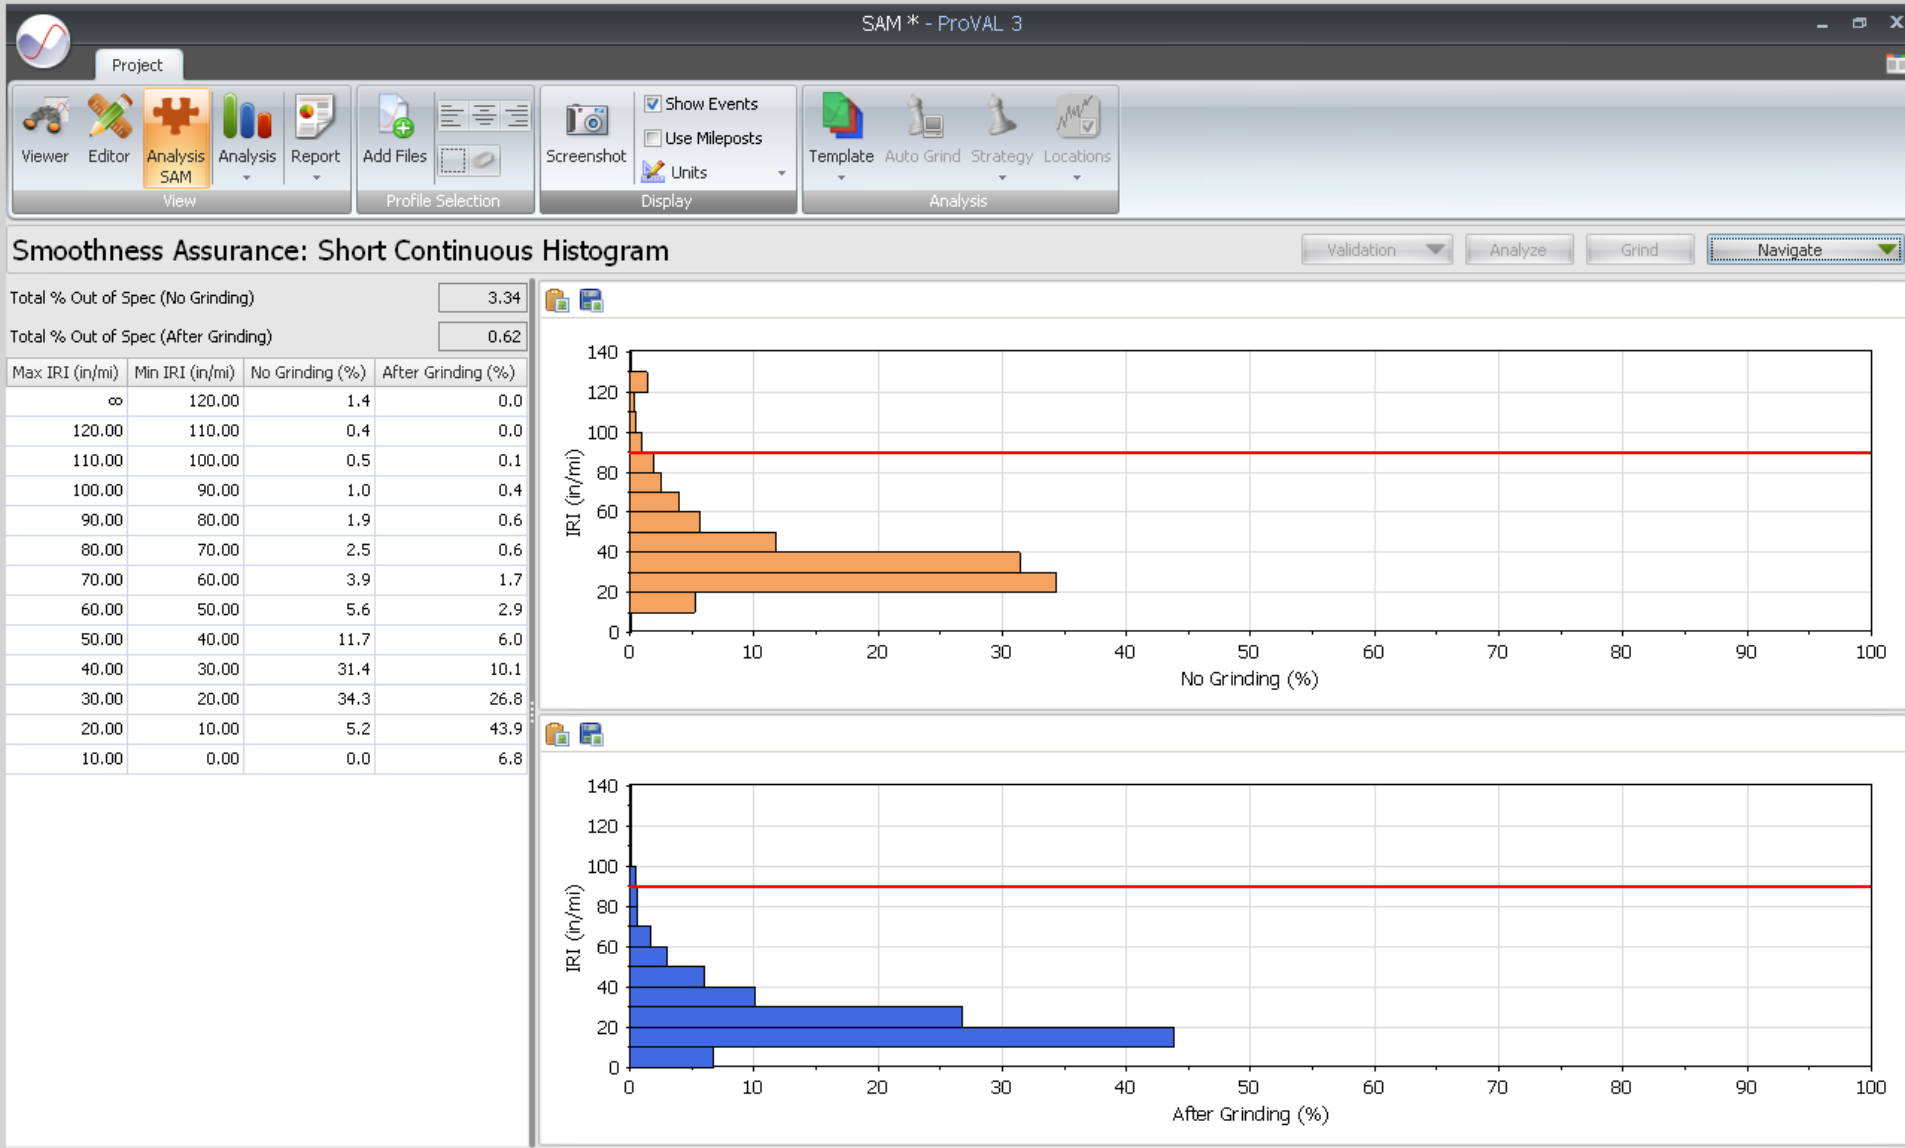 SAM * - ProVAL 3
Project
Viewer
Editor
Analysis
SAM
Analysis
Report
View
Add Files
Profile Selection
Screenshot
Show Events
Use Mileposts
Units
Display
Template
Auto Grind
Strategy
Locations
Analysis
Smoothness Assurance: Short Continuous Histogram
Validation
Analyze
Grind
Navigate
Total % Out of Spec (No Grinding) 3.34
Total % Out of Spec (After Grinding) 0.62
Max IRI (in/mi) Min IRI (in/mi) No Grinding (%) After Grinding (%)
∞ 120.00 1.4 0.0
120.00 110.00 0.4 0.0
110.00 100.00 0.5 0.1
100.00 90.00 1.0 0.4
90.00 80.00 1.9 0.6
80.00 70.00 2.5 0.6
70.00 60.00 3.9 1.7
60.00 50.00 5.6 2.9
50.00 40.00 11.7 6.0
40.00 30.00 31.4 10.1
30.00 20.00 34.3 26.8
20.00 10.00 5.2 43.9
10.00 0.00 0.0 6.8
140
120
100
80
60
40
20
0
IRI (in/mi)
0 10 20 30 40 50 60 70 80 90 100
No Grinding (%)
140
120
100
80
60
40
20
0
IRI (in/mi)
0 10 20 30 40 50 60 70 80 90 100
After Grinding (%)